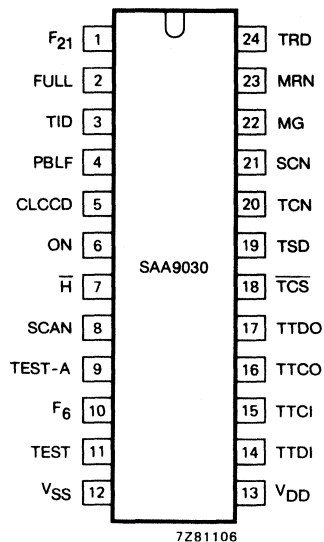 F21 1 24 TRD
FULL 2 23 MRN
TID 3 22 MG
PBLF 4 21 SCN
CLCCD 5 20 TCN
ON 6 19 TSD
SAA9030
H̅ 7 18 T̅C̅S̅
SCAN 8 17 TTDO
TEST-A 9 16 TTCO
F6 10 15 TTCI
TEST 11 14 TTDI
VSS 12 13 VDD
7Z81106